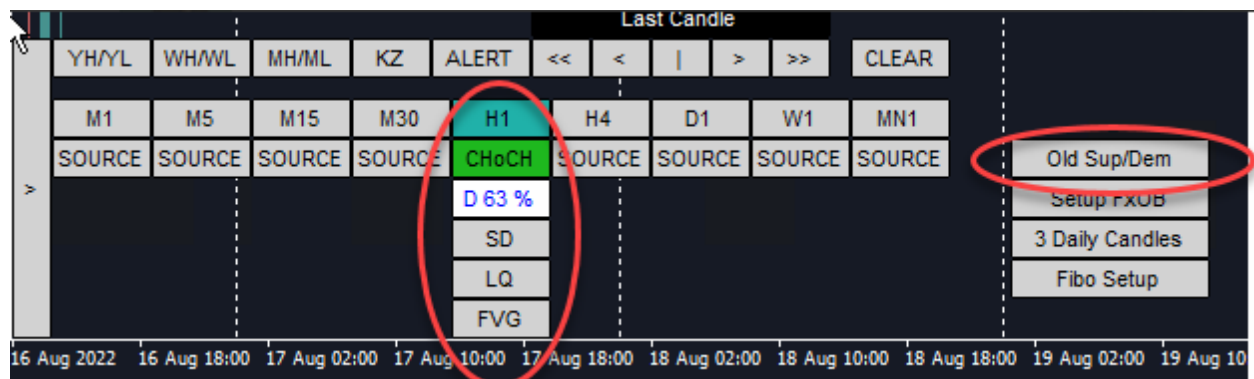 Last Candle
YH/YL WH/WL MH/ML KZ ALERT << < | > >> CLEAR
M1 M5 M15 M30 H1 H4 D1 W1 MN1
SOURCE SOURCE SOURCE SOURCE CHoCH SOURCE SOURCE SOURCE SOURCE Old Sup/Dem
> D 63 % Setup FxOB
SD 3 Daily Candles
LQ Fibo Setup
FVG
16 Aug 2022 16 Aug 18:00 17 Aug 02:00 17 Aug 10:00 17 Aug 18:00 18 Aug 02:00 18 Aug 10:00 18 Aug 18:00 19 Aug 02:00 19 Aug 10